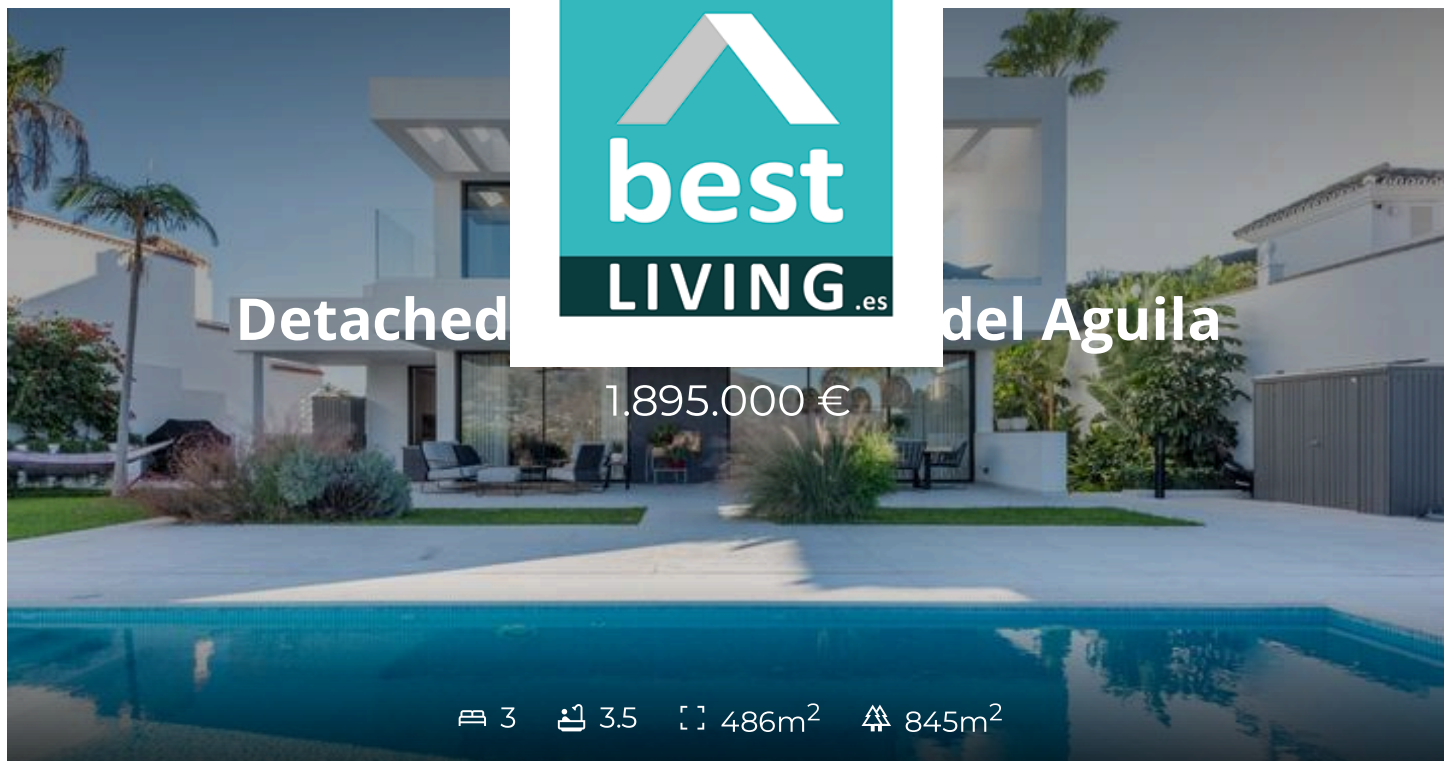 best
LIVING.es
Detached del Aguila
1.895.000 €
3 3.5 486m² 845m²